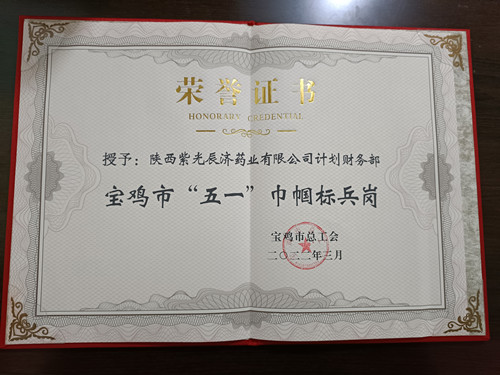 荣誉证书
HONORARY CREDENTIAL
授予：陕西紫光辰济药业有限公司计划财务部
宝鸡市“五一”巾帼标兵岗
宝鸡市总工会
二〇二二年三月